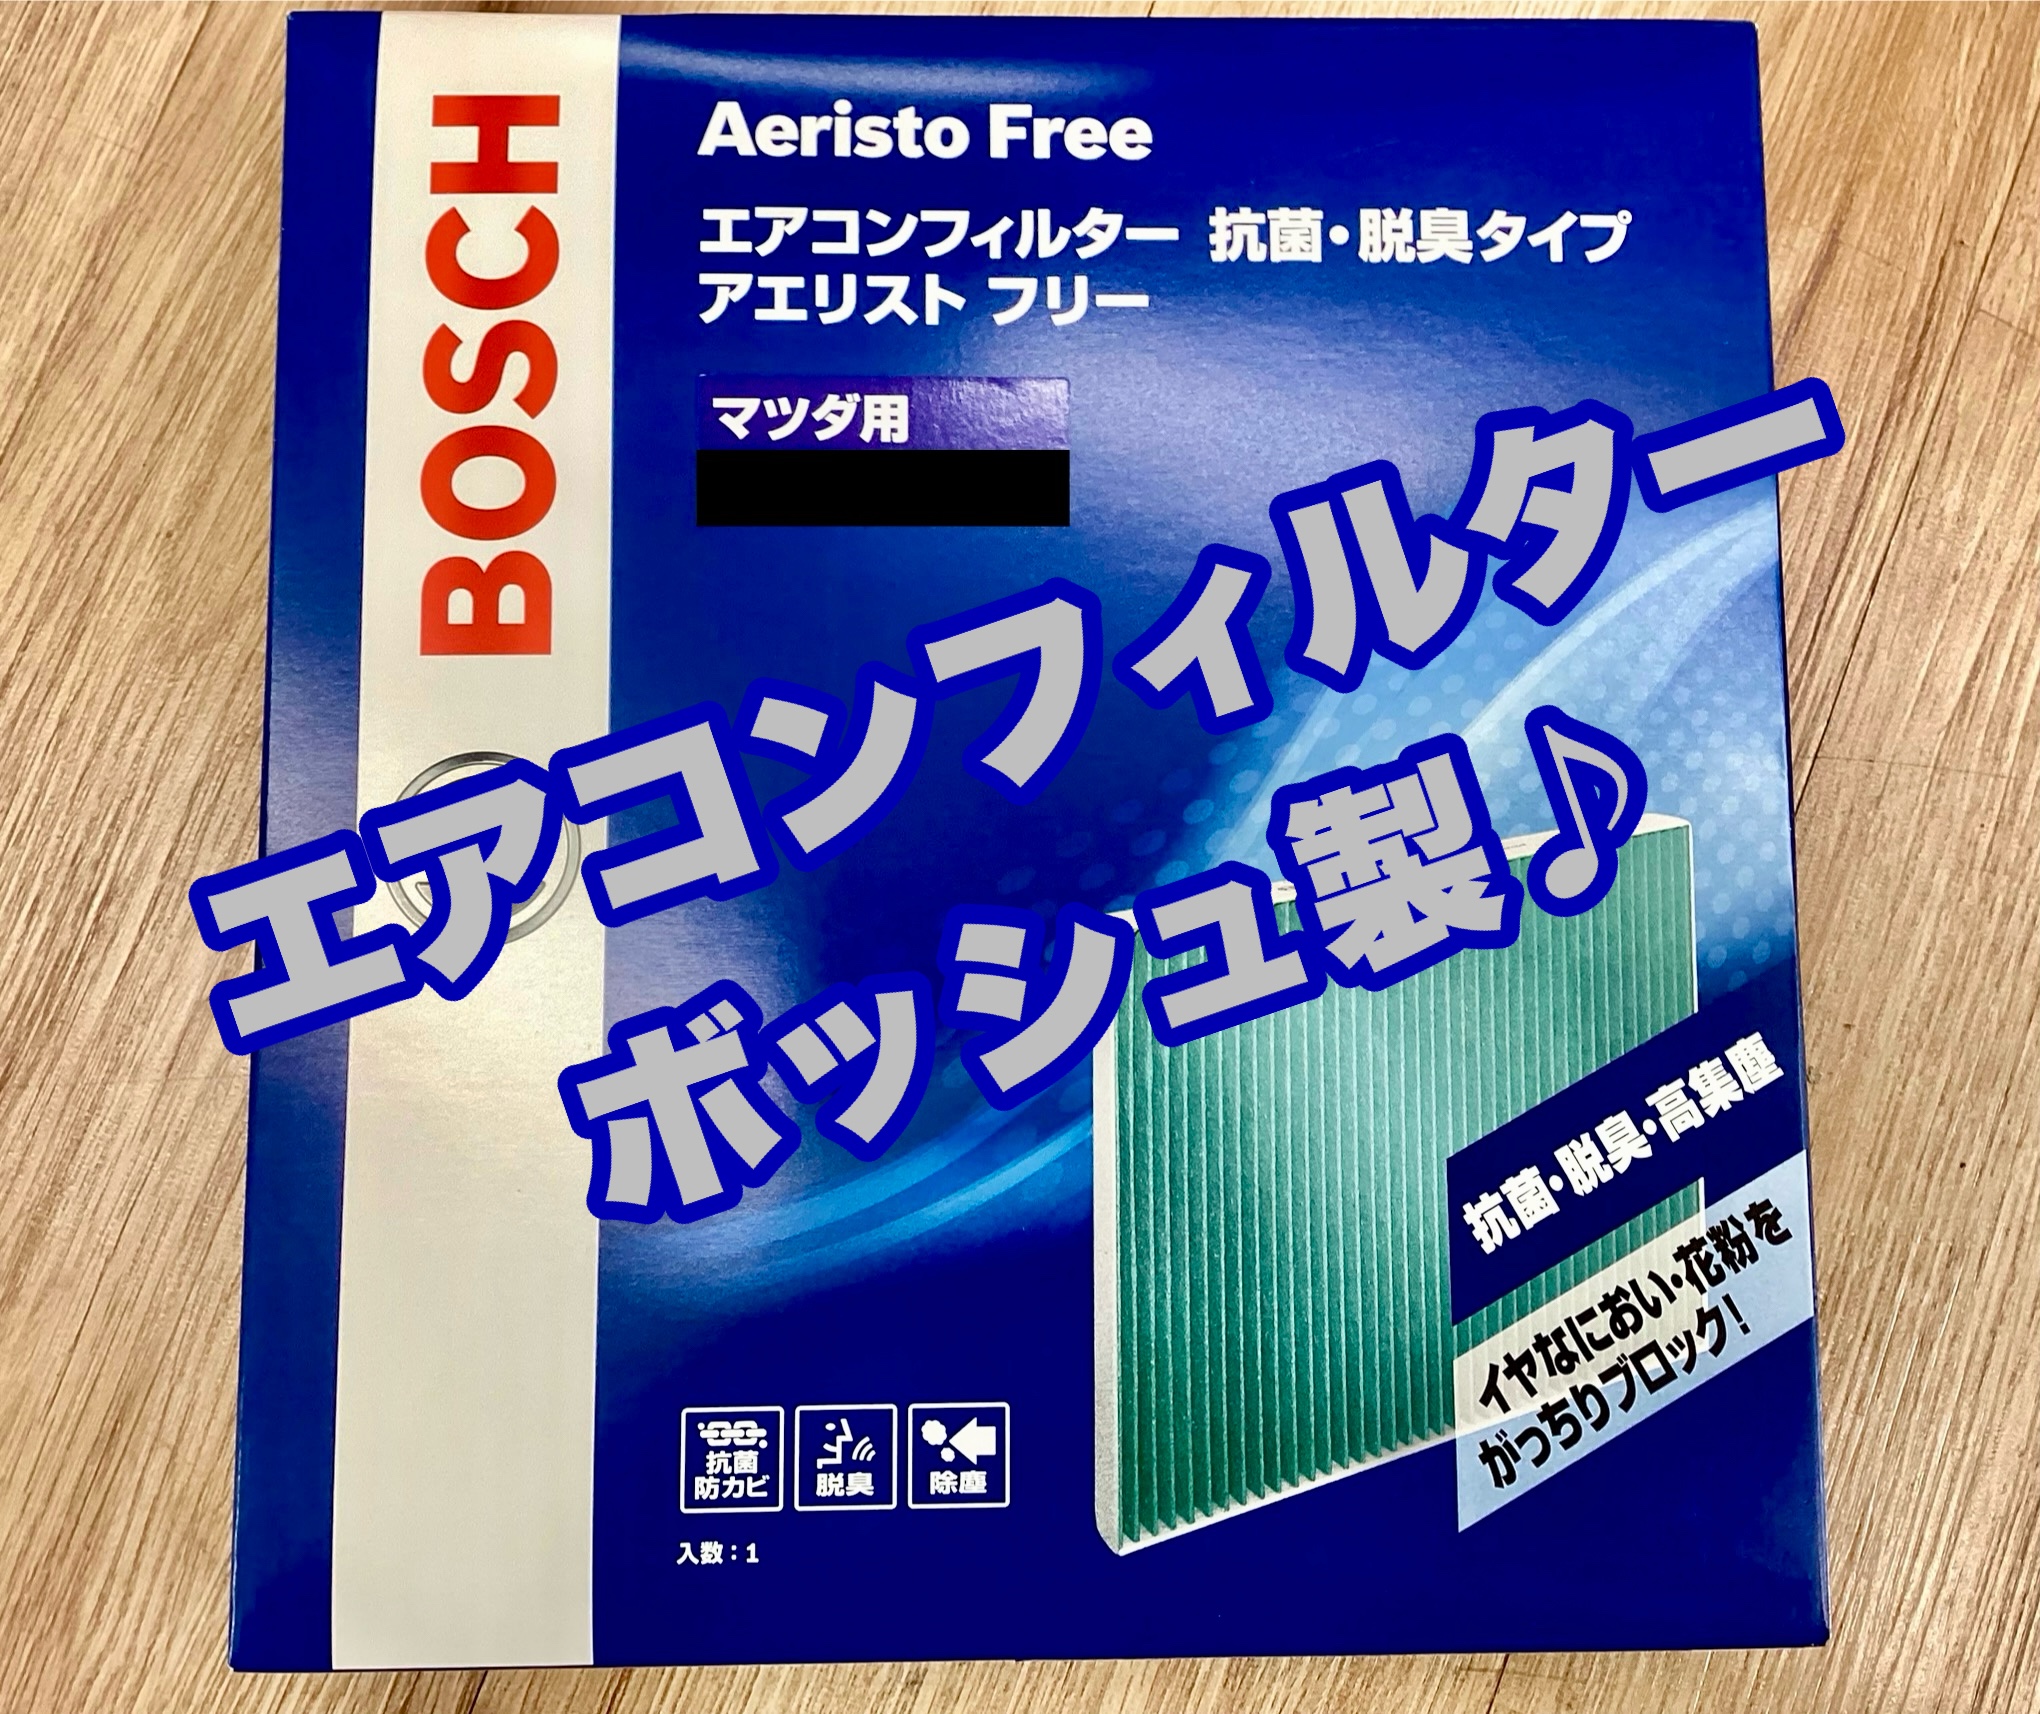 BOSCH
Aeristo Free
エアコンフィルター 抗菌・脱臭タイプ
アエリスト フリー
マツダ用
エアコンフィルター
ボッシュ製♪
抗菌・脱臭・高集塵
イヤなにおい・花粉を
がっちりブロック!
抗菌
防カビ
脱臭
除塵
入数:1